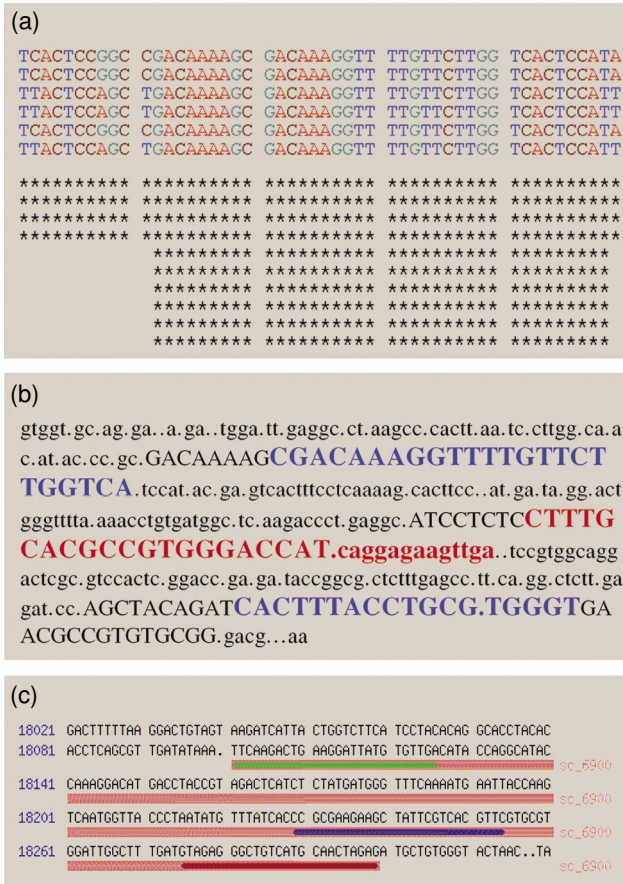 (a)
TCACTCCGGC CGACAAAAGC GACAAAGGTT TTGTTCTTGG TCACTCCATA
TCACTCCGGC CGACAAAAGC GACAAAGGTT TTGTTCTTGG TCACTCCATA
TTACTCCAGC TGACAAAAGC GACAAAGGTT TTGTTCTTGG TCACTCCATT
TTACTCCAGC TGACAAAAGC GACAAAGGTT TTGTTCTTGG TCACTCCATT
TCACTCCGGC CGACAAAAGC GACAAAGGTT TTGTTCTTGG TCACTCCATA
TTACTCCAGC TGACAAAAGC GACAAAGGTT TTGTTCTTGG TCACTCCATT
********** ********** ********** ********** **********
********** ********** ********** ********** **********
********** ********** ********** ********** **********
********** ********** ********** ********** **********
********* ********** ********** *********
********* ********** ********** *********
********* ********** ********** *********
********* ********** ********** *********
********* ********** ********** *********
********* ********** ********** *********
(b)
gtggt.gc.ag.ga..a.ga..tgga.tt.gaggc.ct.aagcc.cactt.aa.tc.cttgg.ca.a
c.at.ac.cc.gc.GACAAAAGCGACAAAGGTTTTGTTCT
TGGTCA.tccat.ac.ga.gtcactttcctcaaaag.cacttcc..at.ga.ta.gg.act
gggtttta.aaacctgtgatggc.tc.aagaccct.gaggc.ATCCTCTCCTTTG
CACGCCGTGGGACCAT.caggagaagttga..tccgtggcagg
actcgc.gtccactc.ggacc.ga.ga.taccggcg.ctctttgagcc.tt.ca.gg.ctctt.ga
gat.cc.AGCTACAGATCACTTTACCTGCG.TGGGTGA
ACGCCGTGTGCGG.gacg...aa
(c)
18021 GACTTTTTAA GGACTGTAGT AAGATCATTA CTGGTCTTCA TCCTACACAG GCACCTACAC
18081 ACCTCAGCGT TGATATAAA. TTCAAGACTG AAGGATTATG TGTTGACATA CCAGGCATAC
sc_6900
18141 CAAAGGACAT GACCTACCGT AGACTCATCT CTATGATGGG TTTCAAAATG AATTACCAAG
sc_6900
18201 TCAATGGTTA CCCTAATATG TTTATCACCC GCGAAGAAGC TATTCGTCAC GTTCGTGCGT
sc_6900
18261 GGATTGGCTT TGATGTAGAG GGCTGTCATG CAACTAGAGA TGCTGTGGGT ACTAAC..TA
sc_6900